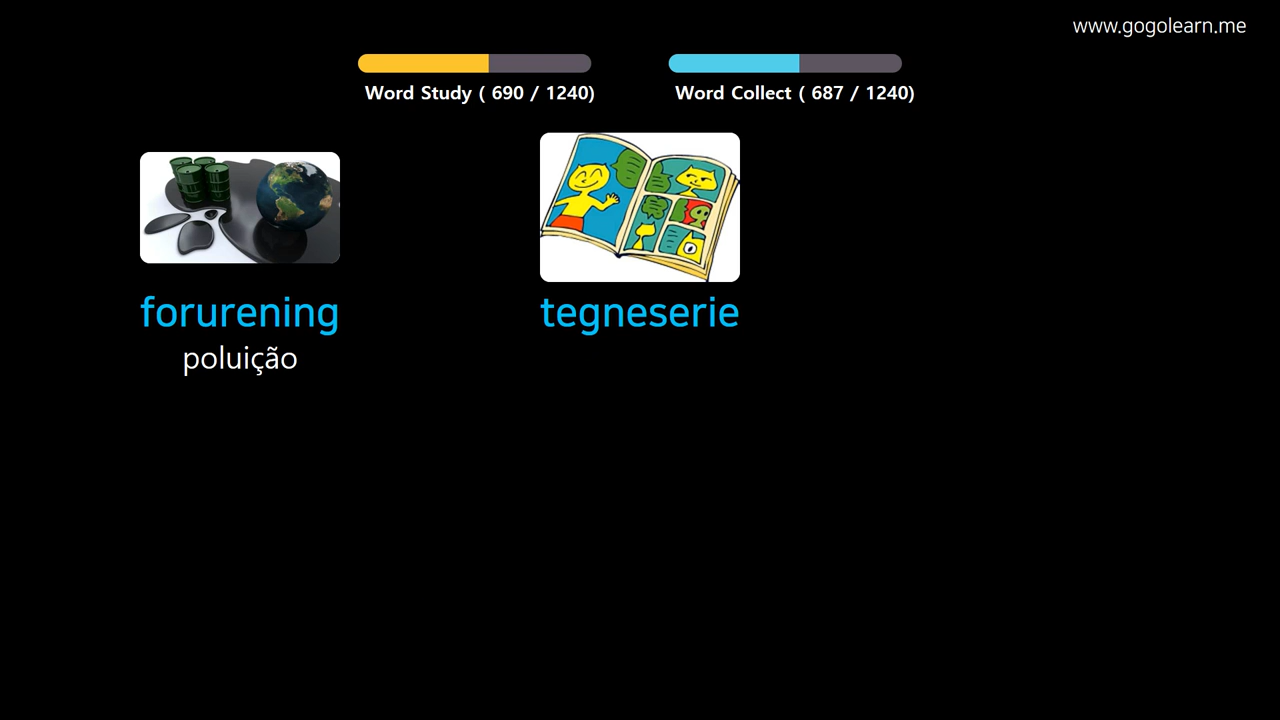 www.gogolearn.me
Word Study ( 690 / 1240)
Word Collect ( 687 / 1240)
forurening
tegneserie
poluição